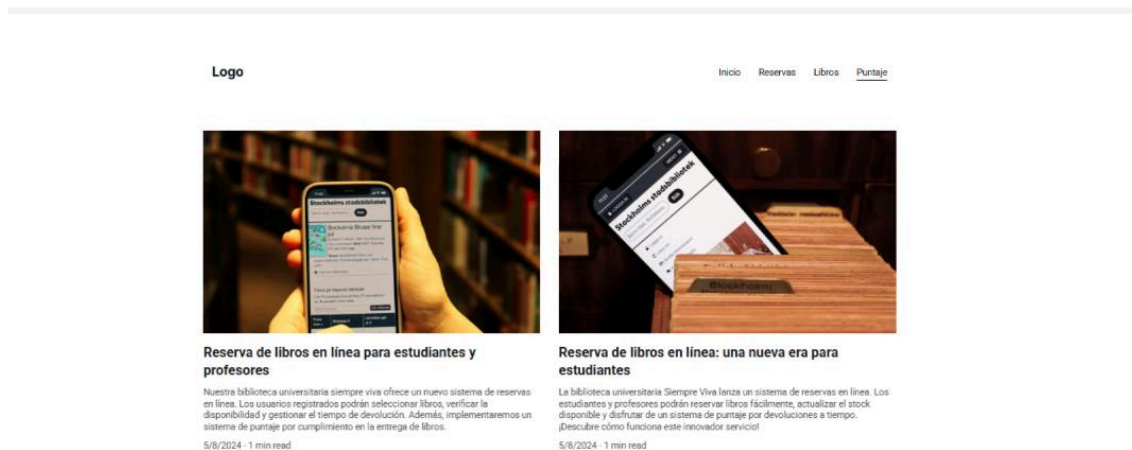 Logo
Inicio Reservas Libros Puntaje
Stockholms stadsbibliotek
Stockholms stadsbibliotek
Stockholms
Reserva de libros en línea para estudiantes y
profesores
Nuestra biblioteca universitaria siempre viva ofrece un nuevo sistema de reservas
en línea. Los usuarios registrados podrán seleccionar libros, verificar la
disponibilidad y gestionar el tiempo de devolución. Además, implementaremos un
sistema de puntaje por cumplimiento en la entrega de libros.
5/8/2024 · 1 min read
Reserva de libros en línea: una nueva era para
estudiantes
La biblioteca universitaria Siempre Viva lanza un sistema de reservas en línea. Los
estudiantes y profesores podrán reservar libros fácilmente, actualizar el stock
disponible y disfrutar de un sistema de puntaje por devoluciones a tiempo.
¡Descubre cómo funciona este innovador servicio!
5/8/2024 · 1 min read